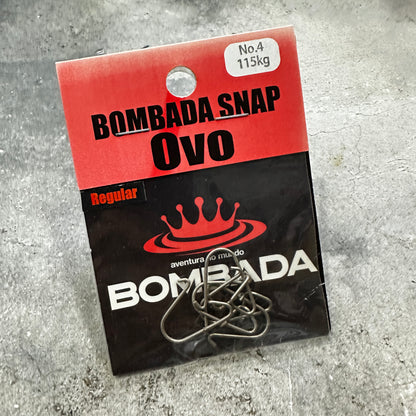 No.4
115kg
BOMBADA SNAP
Ovo
Regular
aventura no mundo
BOMBADA